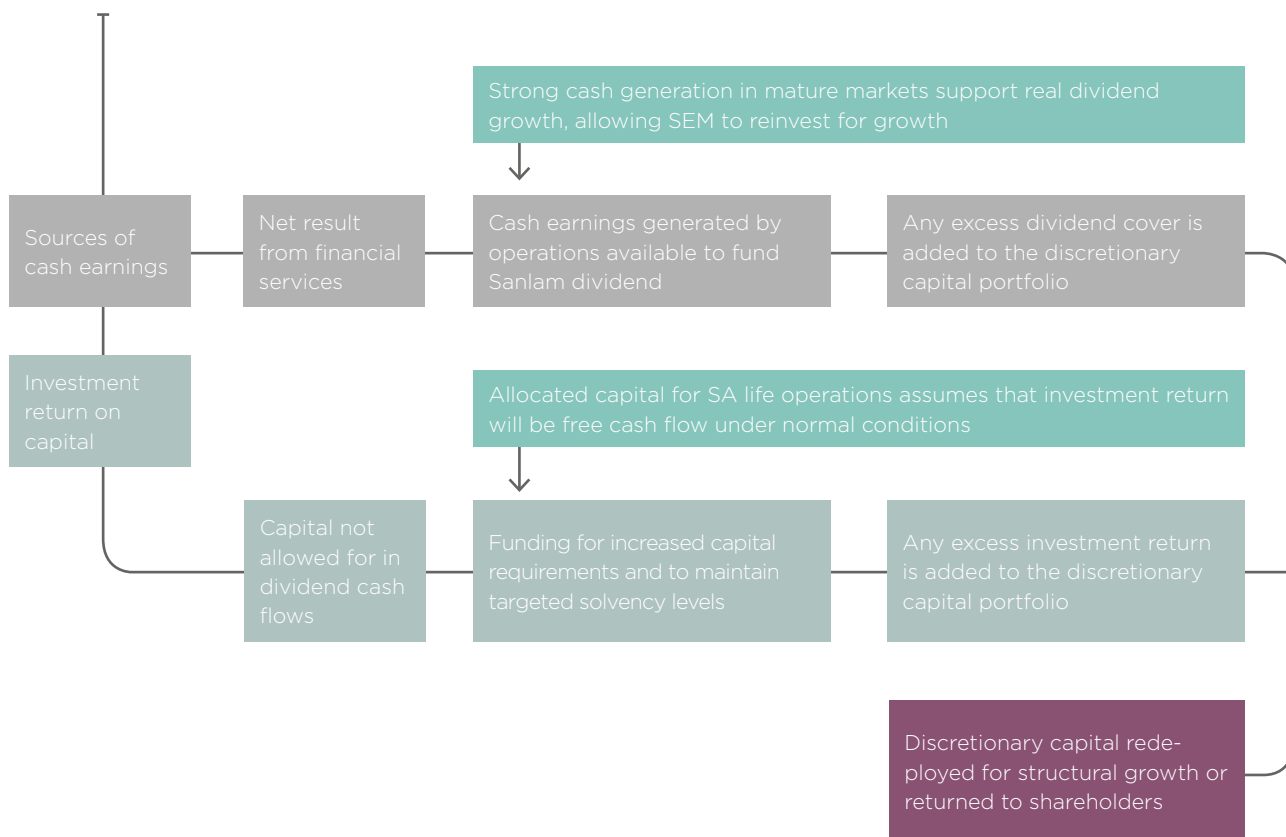 Strong cash generation in mature markets support real dividend
growth, allowing SEM to reinvest for growth
Sources of
cash earnings
Net result
from financial
services
Cash earnings generated by
operations available to fund
Sanlam dividend
Any excess dividend cover is
added to the discretionary
capital portfolio
Investment
return on
capital
Allocated capital for SA life operations assumes that investment return
will be free cash flow under normal conditions
Capital not
allowed for in
dividend cash
flows
Funding for increased capital
requirements and to maintain
targeted solvency levels
Any excess investment return
is added to the discretionary
capital portfolio
Discretionary capital rede-
ployed for structural growth or
returned to shareholders